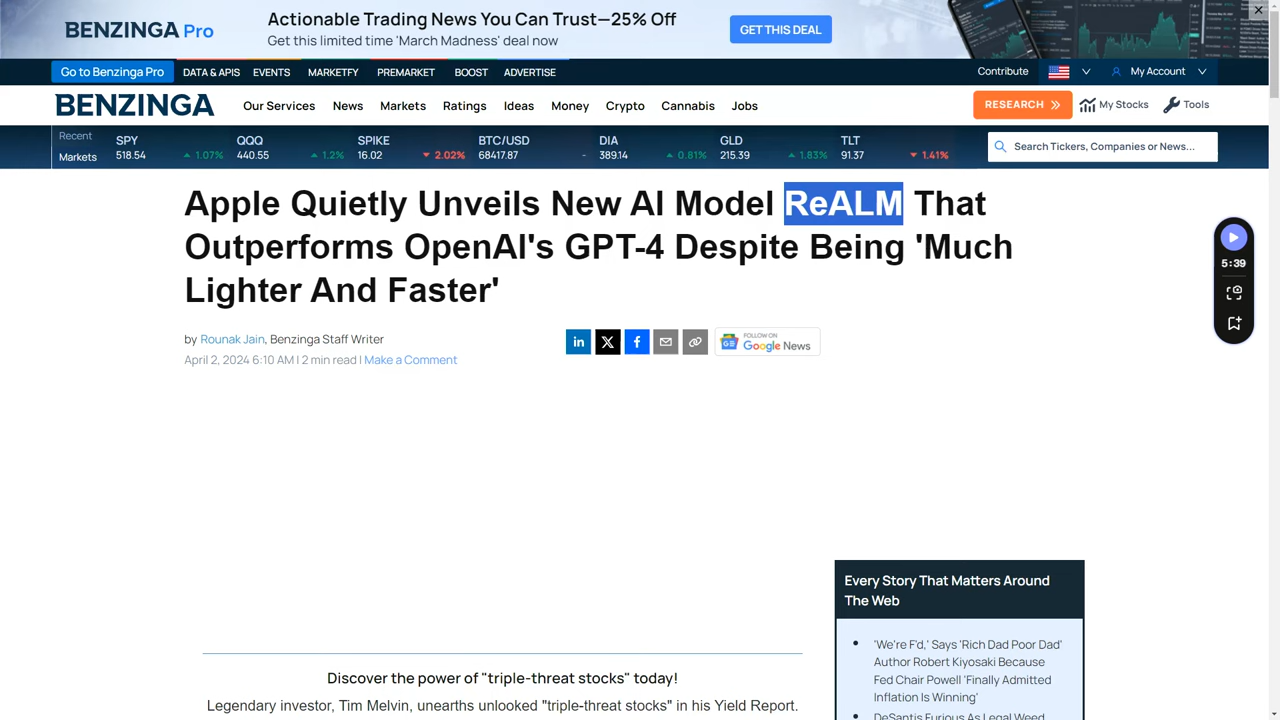 BENZINGA Pro
Actionable Trading News You Can Trust—25% Off
Get this limited-time 'March Madness'
GET THIS DEAL
Go to Benzinga Pro
DATA & APIS
EVENTS
MARKETFY
PREMARKET
BOOST
ADVERTISE
Contribute
My Account
BENZINGA
Our Services
News
Markets
Ratings
Ideas
Money
Crypto
Cannabis
Jobs
RESEARCH
My Stocks
Tools
Recent
Markets
SPY
518.54
1.07%
QQQ
440.55
1.2%
SPIKE
16.02
2.02%
BTC/USD
68417.87
-
DIA
389.14
0.81%
GLD
215.39
1.83%
TLT
91.37
1.41%
Search Tickers, Companies or News...
Apple Quietly Unveils New AI Model ReALM That
Outperforms OpenAI's GPT-4 Despite Being 'Much
Lighter And Faster'
by Rounak Jain, Benzinga Staff Writer
April 2, 2024 6:10 AM | 2 min read | Make a Comment
FOLLOW ON
Google News
5:39
Every Story That Matters Around
The Web
'We're F'd,' Says 'Rich Dad Poor Dad'
Author Robert Kiyosaki Because
Fed Chair Powell 'Finally Admitted
Inflation Is Winning'
DeSantis Furious As Legal Weed
Discover the power of "triple-threat stocks" today!
Legendary investor, Tim Melvin, unearths unlooked "triple-threat stocks" in his Yield Report.